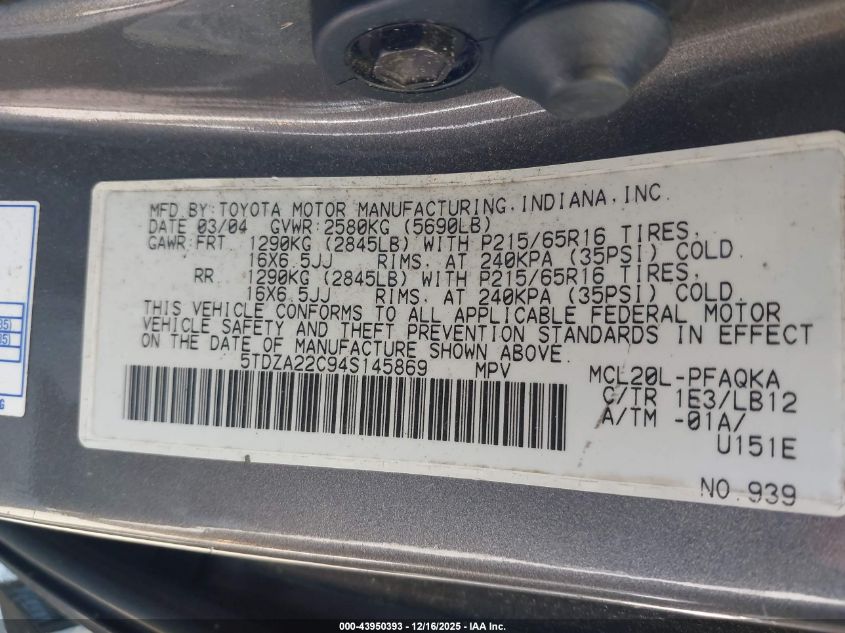 MFD.BY:TOYOTA MOTOR MANUFACTURING,INDIANA,INC.
DATE 03/04 GVWR:2580KG (5690LB)
GAWR:FRT 1290KG (2845LB) WITH P215/65R16 TIRES,
16X6.5JJ RIMS, AT 240KPA (35PSI) COLD
RR 1290KG (2845LB) WITH P215/65R16 TIRES,
16X6.5JJ RIMS, AT 240KPA (35PSI) COLD.
THIS VEHICLE CONFORMS TO ALL APPLICABLE FEDERAL MOTOR
VEHICLE SAFETY AND THEFT PREVENTION STANDARDS IN EFFECT
ON THE DATE OF MANUFACTURE SHOWN ABOVE.
5TDZA22C94S145869 MPV MCL20L-PFAQKA
C/TR 1E3/LB12
A/TM -01A/
U151E
NO.939
000-43950393 - 12/16/2025 - IAA Inc.